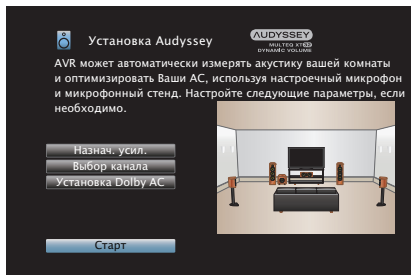 Установка Audyssey
AUDYSSEY
MULTEQ XT32
DYNAMIC VOLUME
AVR может автоматически измерять акустику вашей комнаты
и оптимизировать Ваши АС, используя настроечный микрофон
и микрофонный стенд. Настройте следующие параметры, если
необходимо.
Назнач. усил.
Выбор канала
Установка Dolby АС
Старт